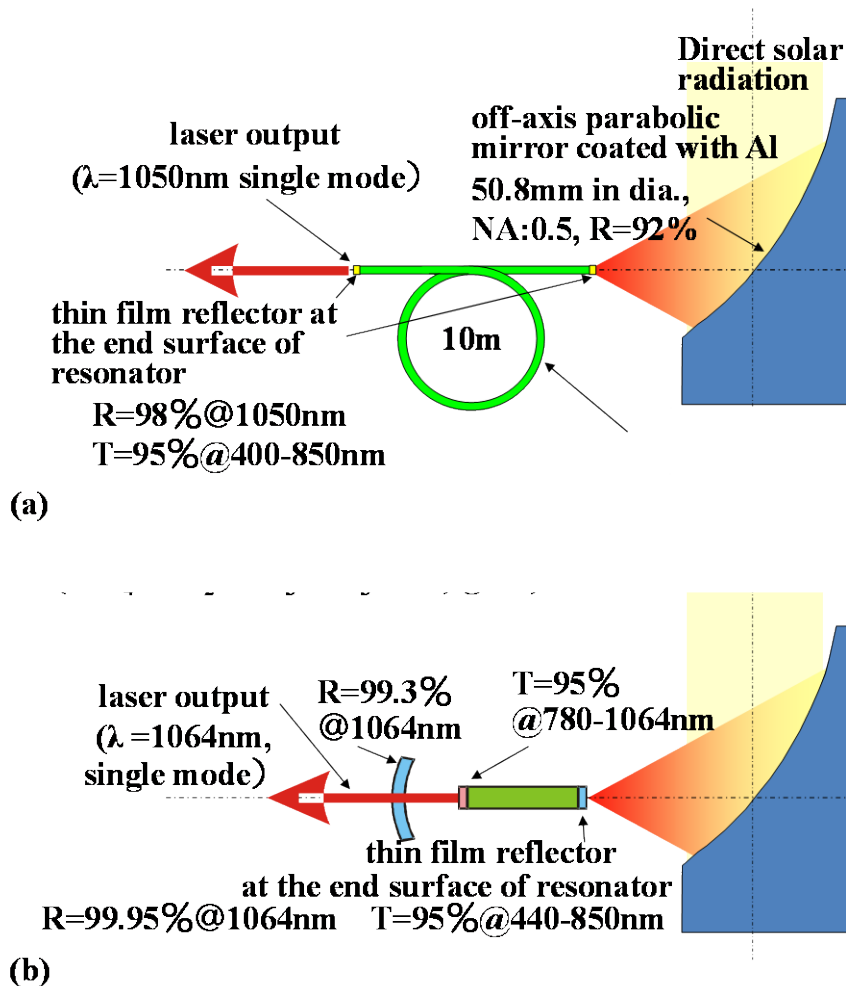 Direct solar
radiation
off-axis parabolic
mirror coated with Al
50.8mm in dia.,
NA:0.5, R=92%
laser output
(λ=1050nm single mode)
thin film reflector at
the end surface of
resonator
10m
R=98%@1050nm
T=95%@400-850nm
(a)
laser output
(λ =1064nm,
single mode)
R=99.3%
@1064nm
T=95%
@780-1064nm
thin film reflector
at the end surface of resonator
R=99.95%@1064nm T=95%@440-850nm
(b)